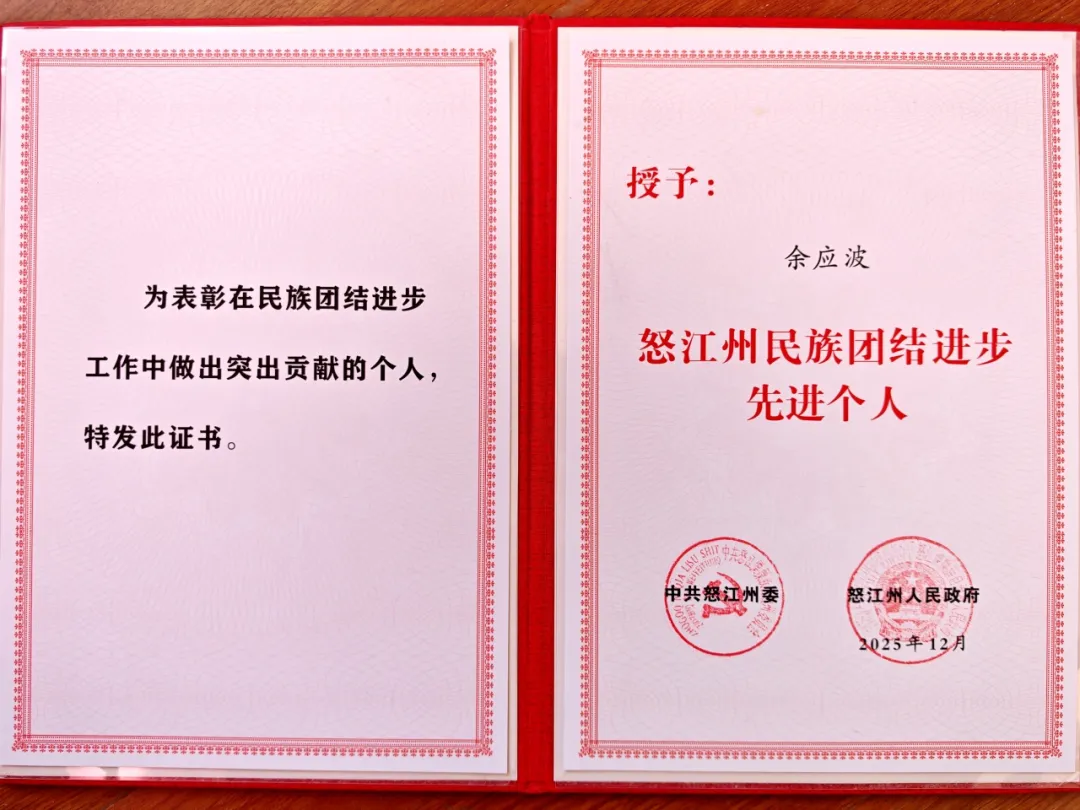 为表彰在民族团结进步
工作中做出突出贡献的个人，
特发此证书。
授予：
余应波
怒江州民族团结进步
先进个人
中共怒江州委
怒江州人民政府
2025年12月